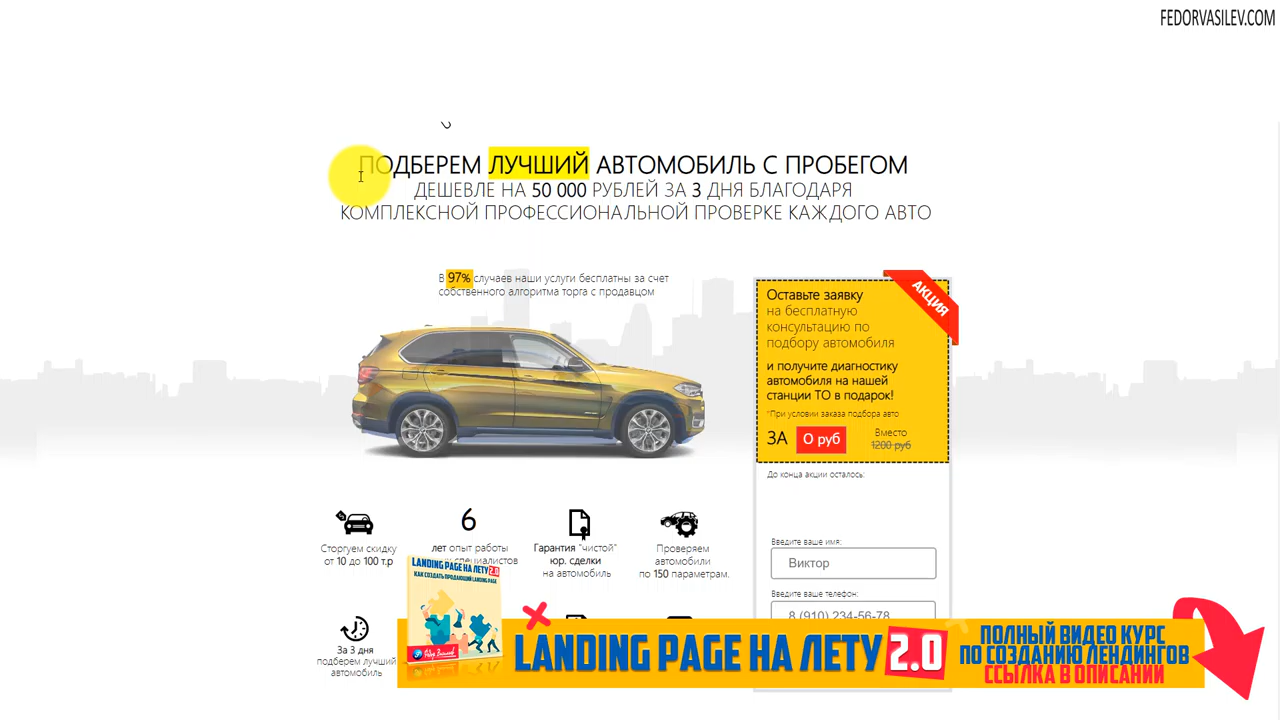 FEDORVASILEV.COM
ПОДБЕРЕМ ЛУЧШИЙ АВТОМОБИЛЬ С ПРОБЕГОМ
ДЕШЕВЛЕ НА 50 000 РУБЛЕЙ ЗА 3 ДНЯ БЛАГОДАРЯ
КОМПЛЕКСНОЙ ПРОФЕССИОНАЛЬНОЙ ПРОВЕРКЕ КАЖДОГО АВТО
В 97% случаев наши услуги бесплатны за счет
собственного алгоритма торга с продавцом
АКЦИЯ
Оставьте заявку
на бесплатную
консультацию по
подбору автомобиля
и получите диагностику
автомобиля на нашей
станции ТО в подарок!
*При условии заказа подбора авто
ЗА 0 руб
Вместо
1200 руб
До конца акции осталось:
Введите ваше имя:
Виктор
Введите ваше телефон:
8 (910) 234-56-78
Сторгуем скидку
от 10 до 100 т.р
6
лет опыт работы
специалистов
Гарантия "чистой"
юр. сделки
на автомобиль
Проверяем
автомобили
по 150 параметрам.
За 3 дня
подберем лучший
автомобиль
LANDING PAGE НА ЛЕТУ 2.0
КАК СОЗДАТЬ ПРОДАЮЩИЙ LANDING PAGE
LANDING PAGE НА ЛЕТУ 2.0
ПОЛНЫЙ ВИДЕО КУРС
ПО СОЗДАНИЮ ЛЕНДИНГОВ
ССЫЛКА В ОПИСАНИИ